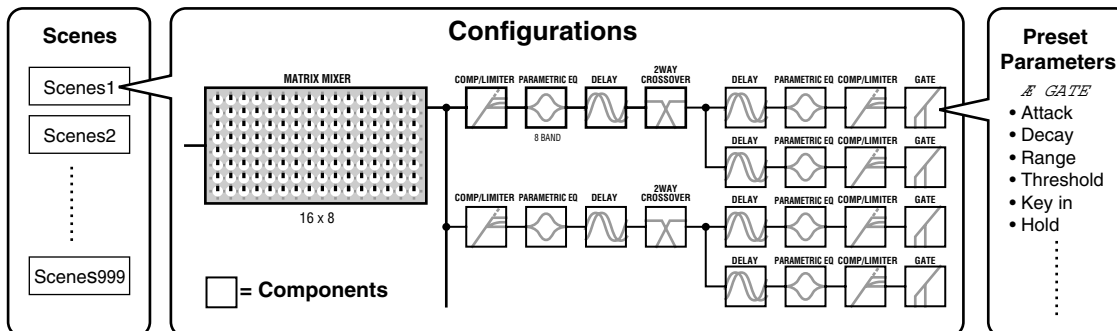 Scenes
Scenes1
Scenes2
Scenes999
Configurations
MATRIX MIXER
16 x 8
= Components
COMP/LIMITER PARAMETRIC EQ DELAY 2WAY CROSSOVER DELAY PARAMETRIC EQ COMP/LIMITER GATE
8 BAND
DELAY PARAMETRIC EQ COMP/LIMITER GATE
COMP/LIMITER PARAMETRIC EQ DELAY 2WAY CROSSOVER DELAY PARAMETRIC EQ COMP/LIMITER GATE
DELAY PARAMETRIC EQ COMP/LIMITER GATE
Preset
Parameters
Æ GATE
• Attack
• Decay
• Range
• Threshold
• Key in
• Hold